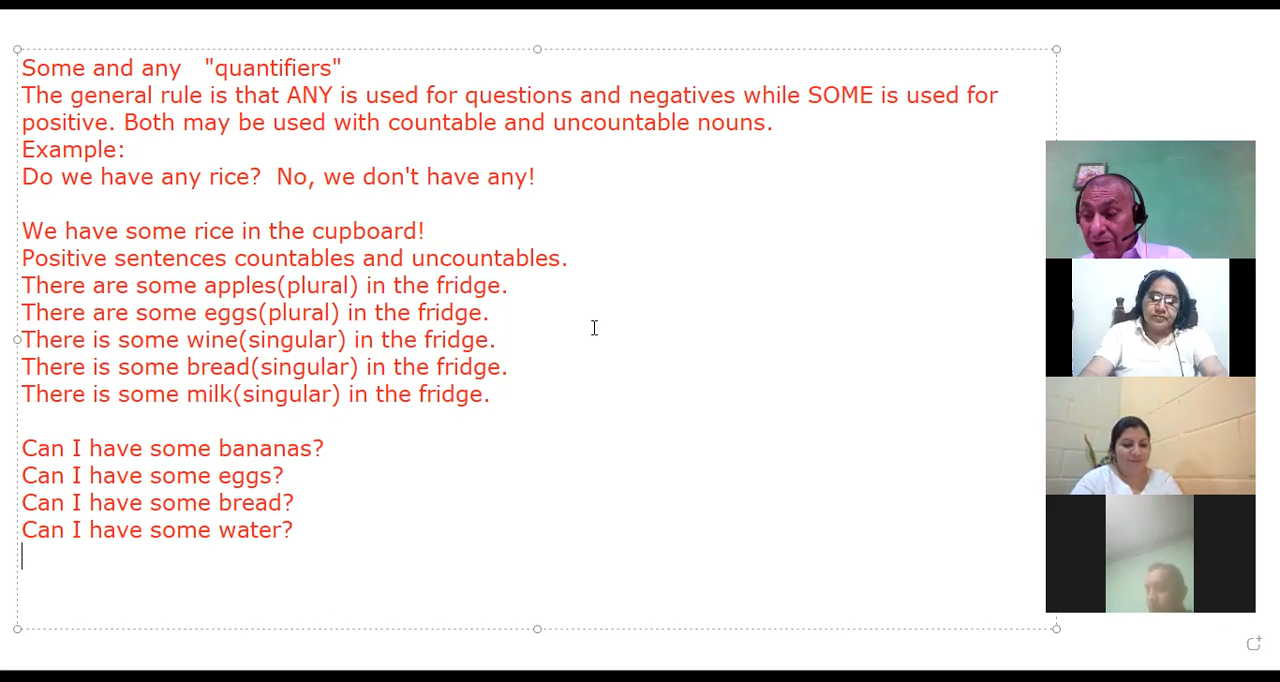 Some and any "quantifiers"
The general rule is that ANY is used for questions and negatives while SOME is used for
positive. Both may be used with countable and uncountable nouns.
Example:
Do we have any rice? No, we don't have any!
We have some rice in the cupboard!
Positive sentences countables and uncountables.
There are some apples(plural) in the fridge.
There are some eggs(plural) in the fridge.
There is some wine(singular) in the fridge.
There is some bread(singular) in the fridge.
There is some milk(singular) in the fridge.
Can I have some bananas?
Can I have some eggs?
Can I have some bread?
Can I have some water?